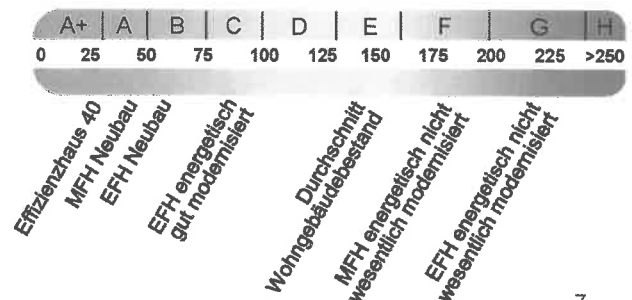 A+ A B C D E F G H
0 25 50 75 100 125 150 175 200 225 >250
Effizienzhaus 40
MFH Neubau
EFH Neubau
EFH energetisch
gut modernisiert
Durchschnitt
Wohngebäudebestand
MFH energetisch nicht
wesentlich modernisiert
EFH energetisch nicht
wesentlich modernisiert